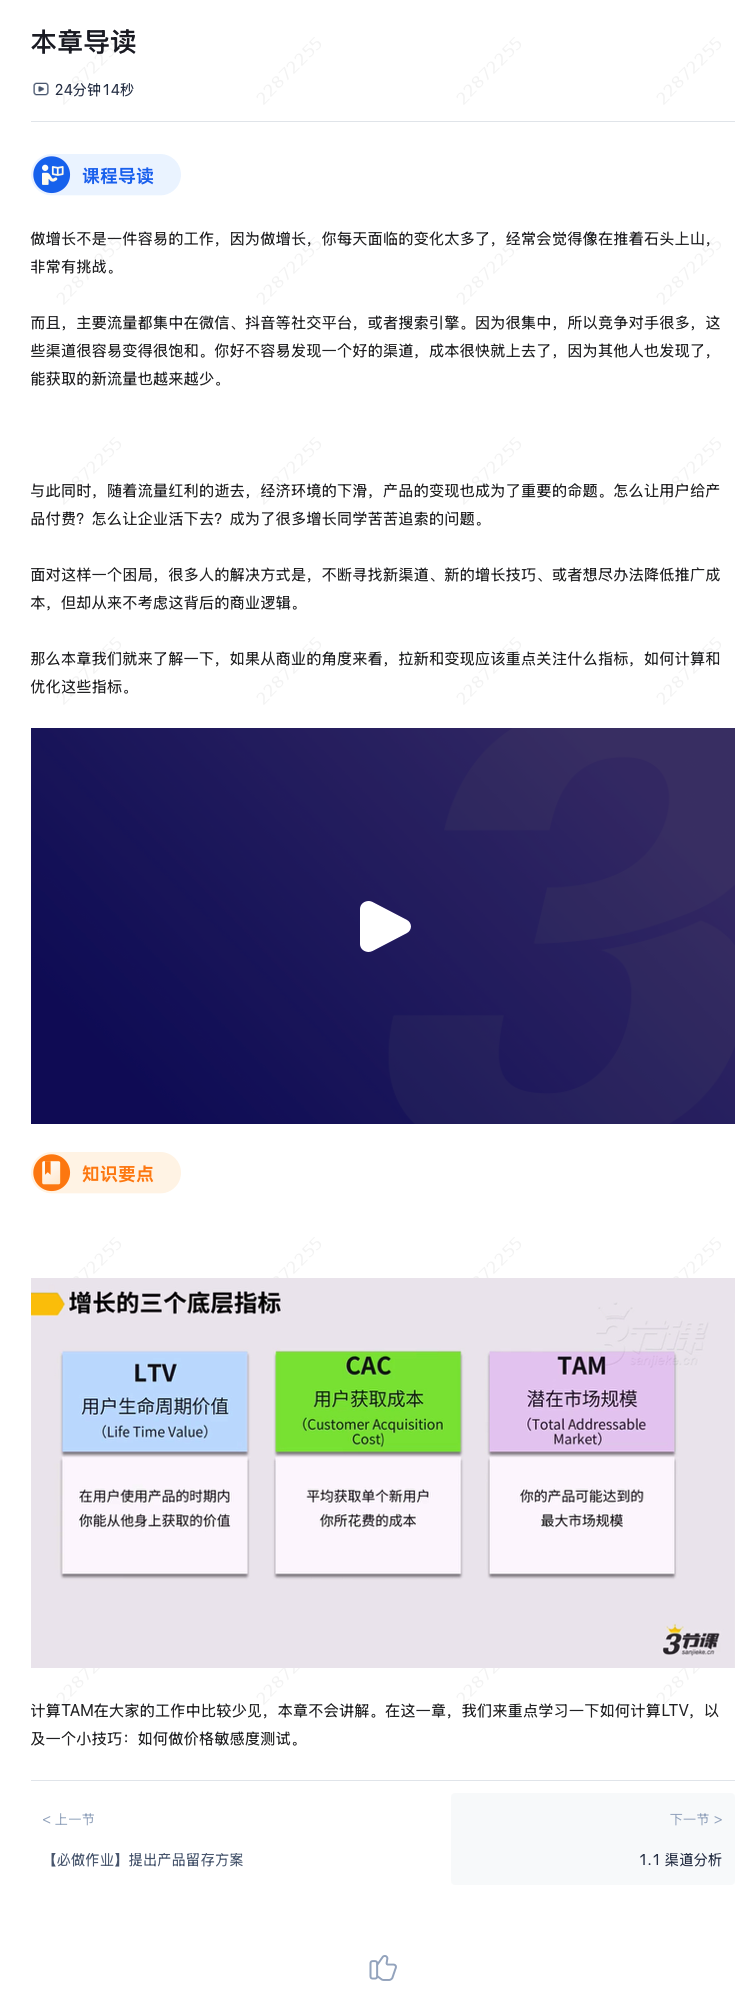 本章导读
24分钟14秒
课程导读
做增长不是一件容易的工作，因为做增长，你每天面临的变化太多了，经常会觉得像在推着石头上山，
非常有挑战。
而且，主要流量都集中在微信、抖音等社交平台，或者搜索引擎。因为很集中，所以竞争对手很多，这
些渠道很容易变得很饱和。你好不容易发现一个好的渠道，成本很快就上去了，因为其他人也发现了，
能获取的新流量也越来越少。
与此同时，随着流量红利的逝去，经济环境的下滑，产品的变现也成为了重要的命题。怎么让用户给产
品付费？怎么让企业活下去？成为了很多增长同学苦苦追索的问题。
面对这样一个困局，很多人的解决方式是，不断寻找新渠道、新的增长技巧、或者想尽办法降低推广成
本，但却从来不考虑这背后的商业逻辑。
那么本章我们就来了解一下，如果从商业的角度来看，拉新和变现应该重点关注什么指标，如何计算和
优化这些指标。
知识要点
增长的三个底层指标
3节课
sanjieke.cn
LTV
用户生命周期价值
（Life Time Value）
在用户使用产品的时期内
你能从他身上获取的价值
CAC
用户获取成本
（Customer Acquisition
Cost）
平均获取单个新用户
你所花费的成本
TAM
潜在市场规模
（Total Addressable
Market）
你的产品可能达到的
最大市场规模
3节课
sanjieke.cn
计算TAM在大家的工作中比较少见，本章不会讲解。在这一章，我们来重点学习一下如何计算LTV，以
及一个小技巧：如何做价格敏感度测试。
< 上一节
【必做作业】提出产品留存方案
下一节 >
1.1 渠道分析
22872255